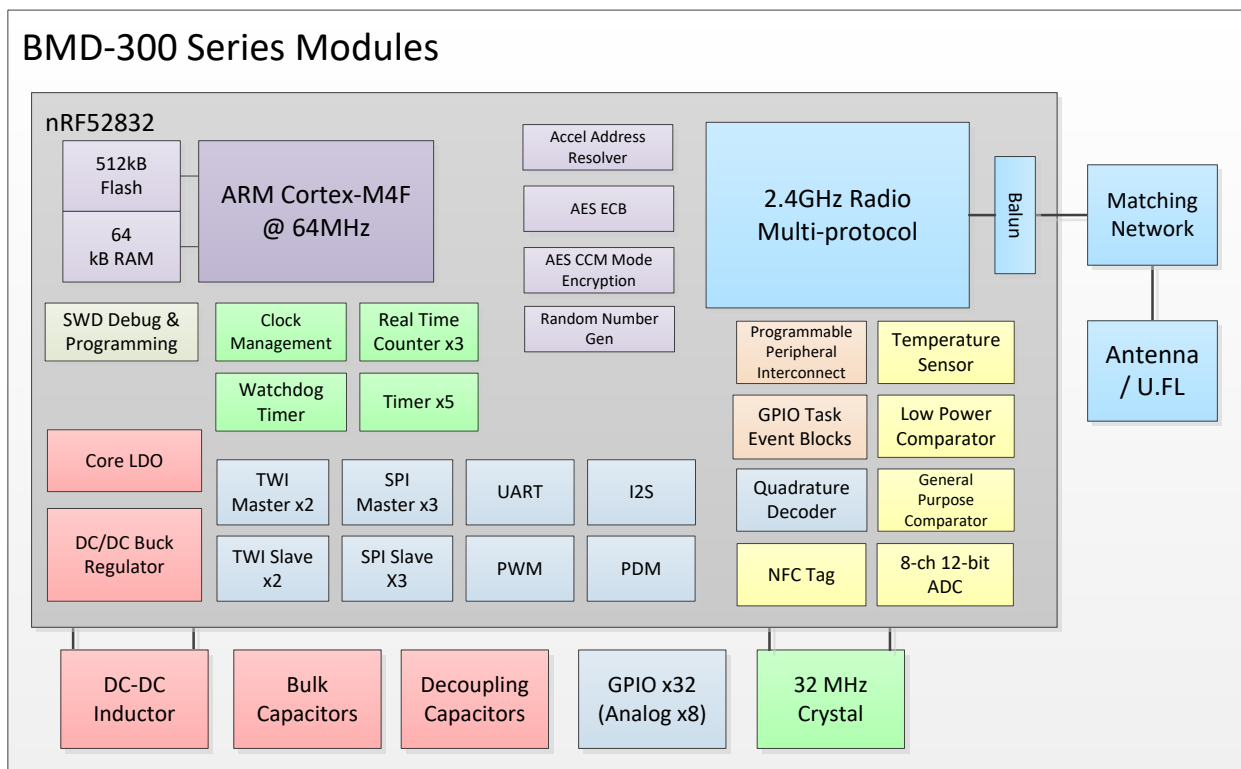 BMD-300 Series Modules
nRF52832
512kB
Flash
64
kB RAM
ARM Cortex-M4F
@ 64MHz
Accel Address
Resolver
AES ECB
AES CCM Mode
Encryption
Random Number
Gen
2.4GHz Radio
Multi-protocol
Balun
Matching
Network
Antenna
/ U.FL
SWD Debug &
Programming
Clock
Management
Real Time
Counter x3
Watchdog
Timer
Timer x5
Programmable
Peripheral
Interconnect
Temperature
Sensor
GPIO Task
Event Blocks
Low Power
Comparator
Core LDO
DC/DC Buck
Regulator
TWI
Master x2
SPI
Master x3
UART
I2S
TWI Slave
x2
SPI Slave
X3
PWM
PDM
Quadrature
Decoder
General
Purpose
Comparator
NFC Tag
8-ch 12-bit
ADC
DC-DC
Inductor
Bulk
Capacitors
Decoupling
Capacitors
GPIO x32
(Analog x8)
32 MHz
Crystal